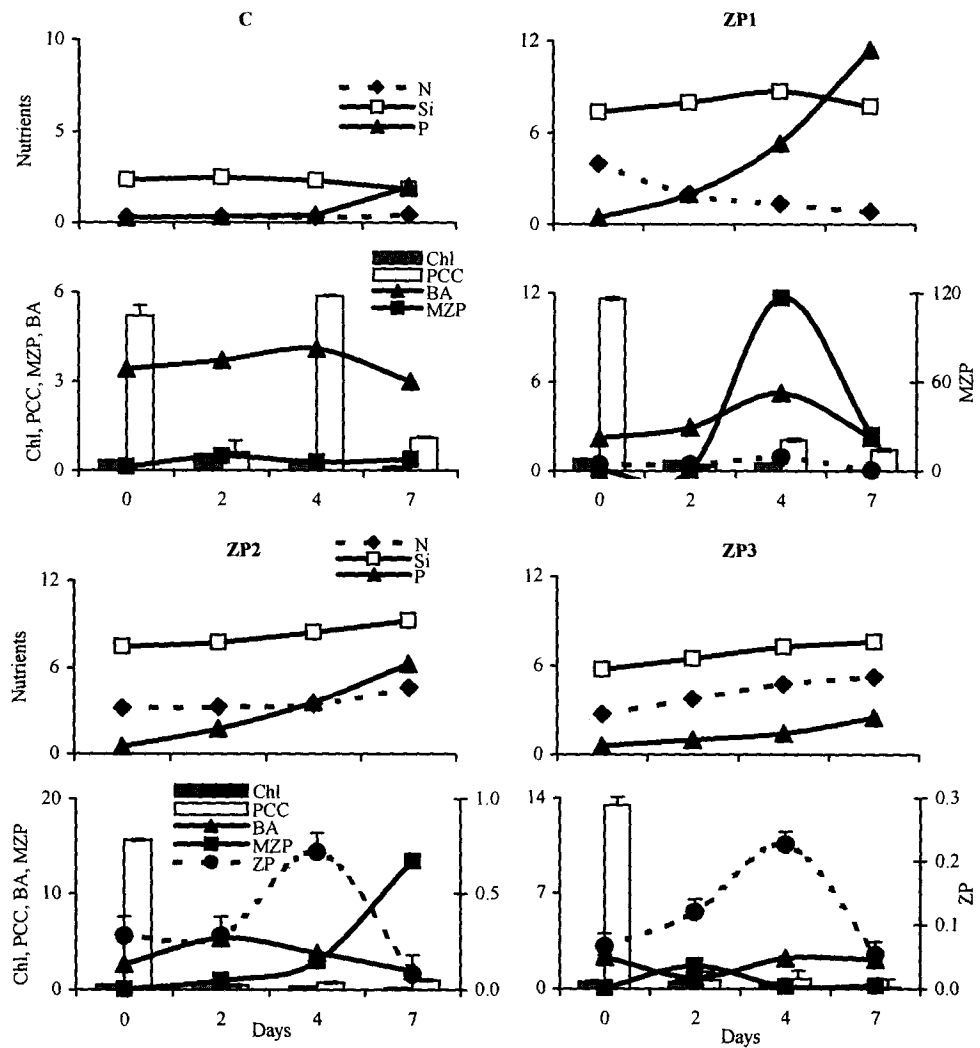 C
10
5
0
Nutrients
N
Si
P
ZP1
12
6
0
Chl
PCC
BA
MZP
6
3
0
Chl, PCC, MZP, BA
0 2 4 7
12
6
0
120
60
0
MZP
0 2 4 7
ZP2
N
Si
P
12
6
0
Nutrients
ZP3
12
6
0
Chl
PCC
BA
MZP
ZP
20
10
0
Chl, PCC, BA, MZP
1.0
0.5
0.0
0 2 4 7
Days
14
7
0
0.3
0.2
0.1
0.0
ZP
0 2 4 7
Days